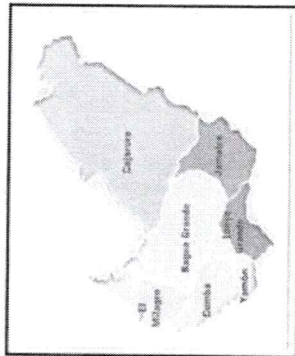 Cajaruro
El
Milagro
Bagua Grande
Jamalca
Cumba
Lonya
Grande
Yamón